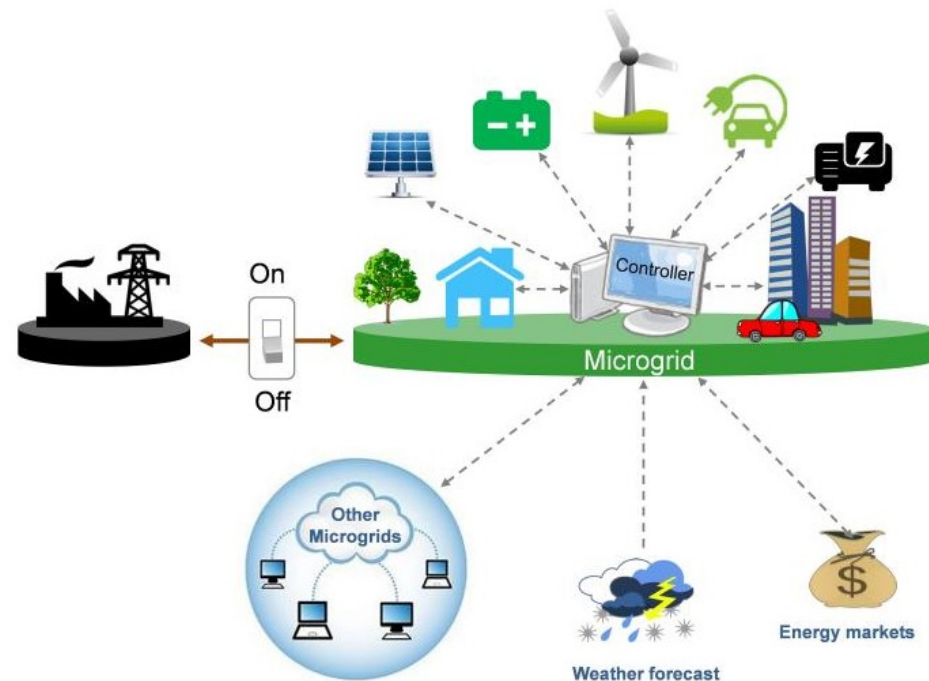 On
Off
Controller
Microgrid
Other
Microgrids
$
Energy markets
Weather forecast